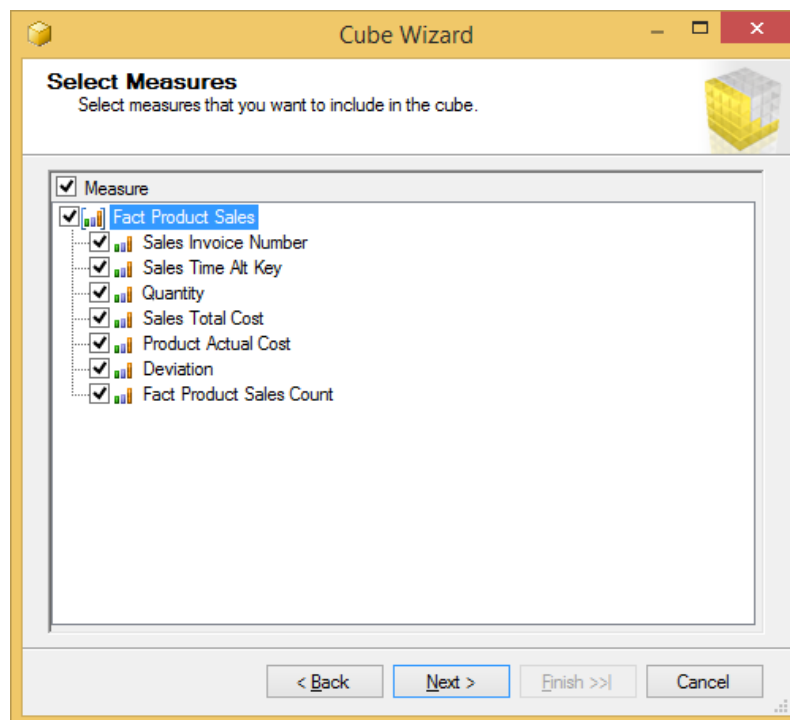 Cube Wizard
Select Measures
Select measures that you want to include in the cube.
Measure
Fact Product Sales
Sales Invoice Number
Sales Time Alt Key
Quantity
Sales Total Cost
Product Actual Cost
Deviation
Fact Product Sales Count
< Back Next > Finish >>| Cancel